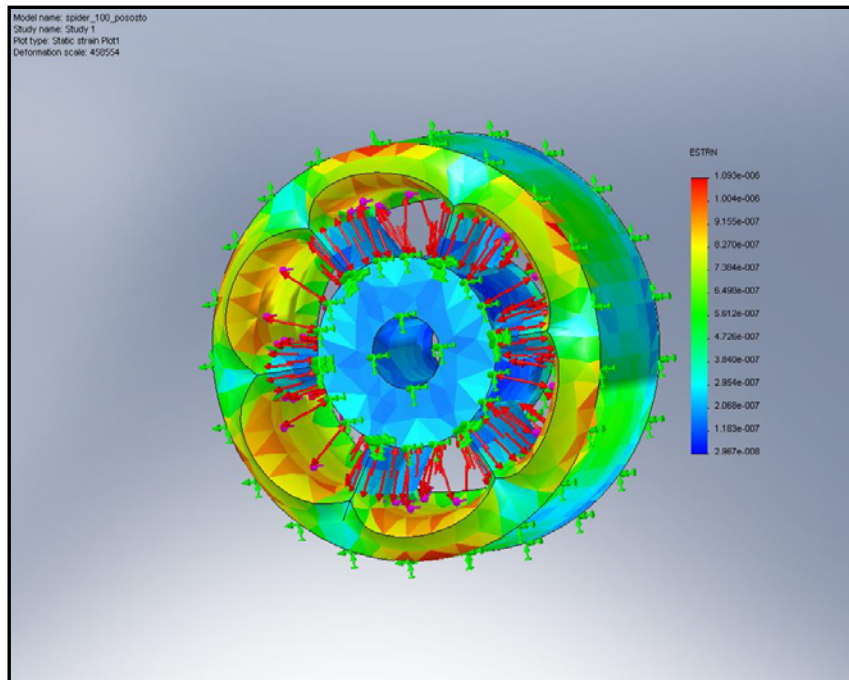 Model name: spider_100_pososto
Study name: Study 1
Plot type: Static strain Plot1
Deformation scale: 458554
ESTRN
1.093e-006
1.004e-006
9.155e-007
8.270e-007
7.384e-007
6.498e-007
5.612e-007
4.726e-007
3.840e-007
2.954e-007
2.068e-007
1.183e-007
2.967e-008